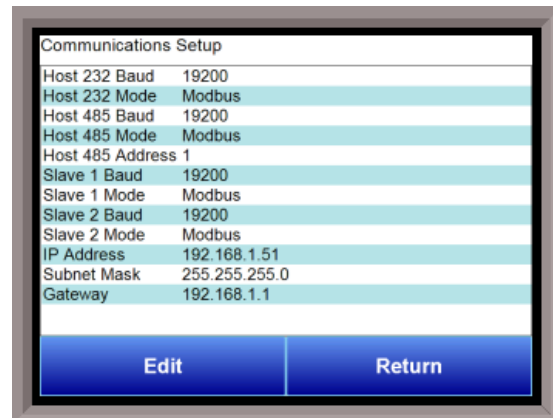 Communications Setup
Host 232 Baud 19200
Host 232 Mode Modbus
Host 485 Baud 19200
Host 485 Mode Modbus
Host 485 Address 1
Slave 1 Baud 19200
Slave 1 Mode Modbus
Slave 2 Baud 19200
Slave 2 Mode Modbus
IP Address 192.168.1.51
Subnet Mask 255.255.255.0
Gateway 192.168.1.1
Edit Return